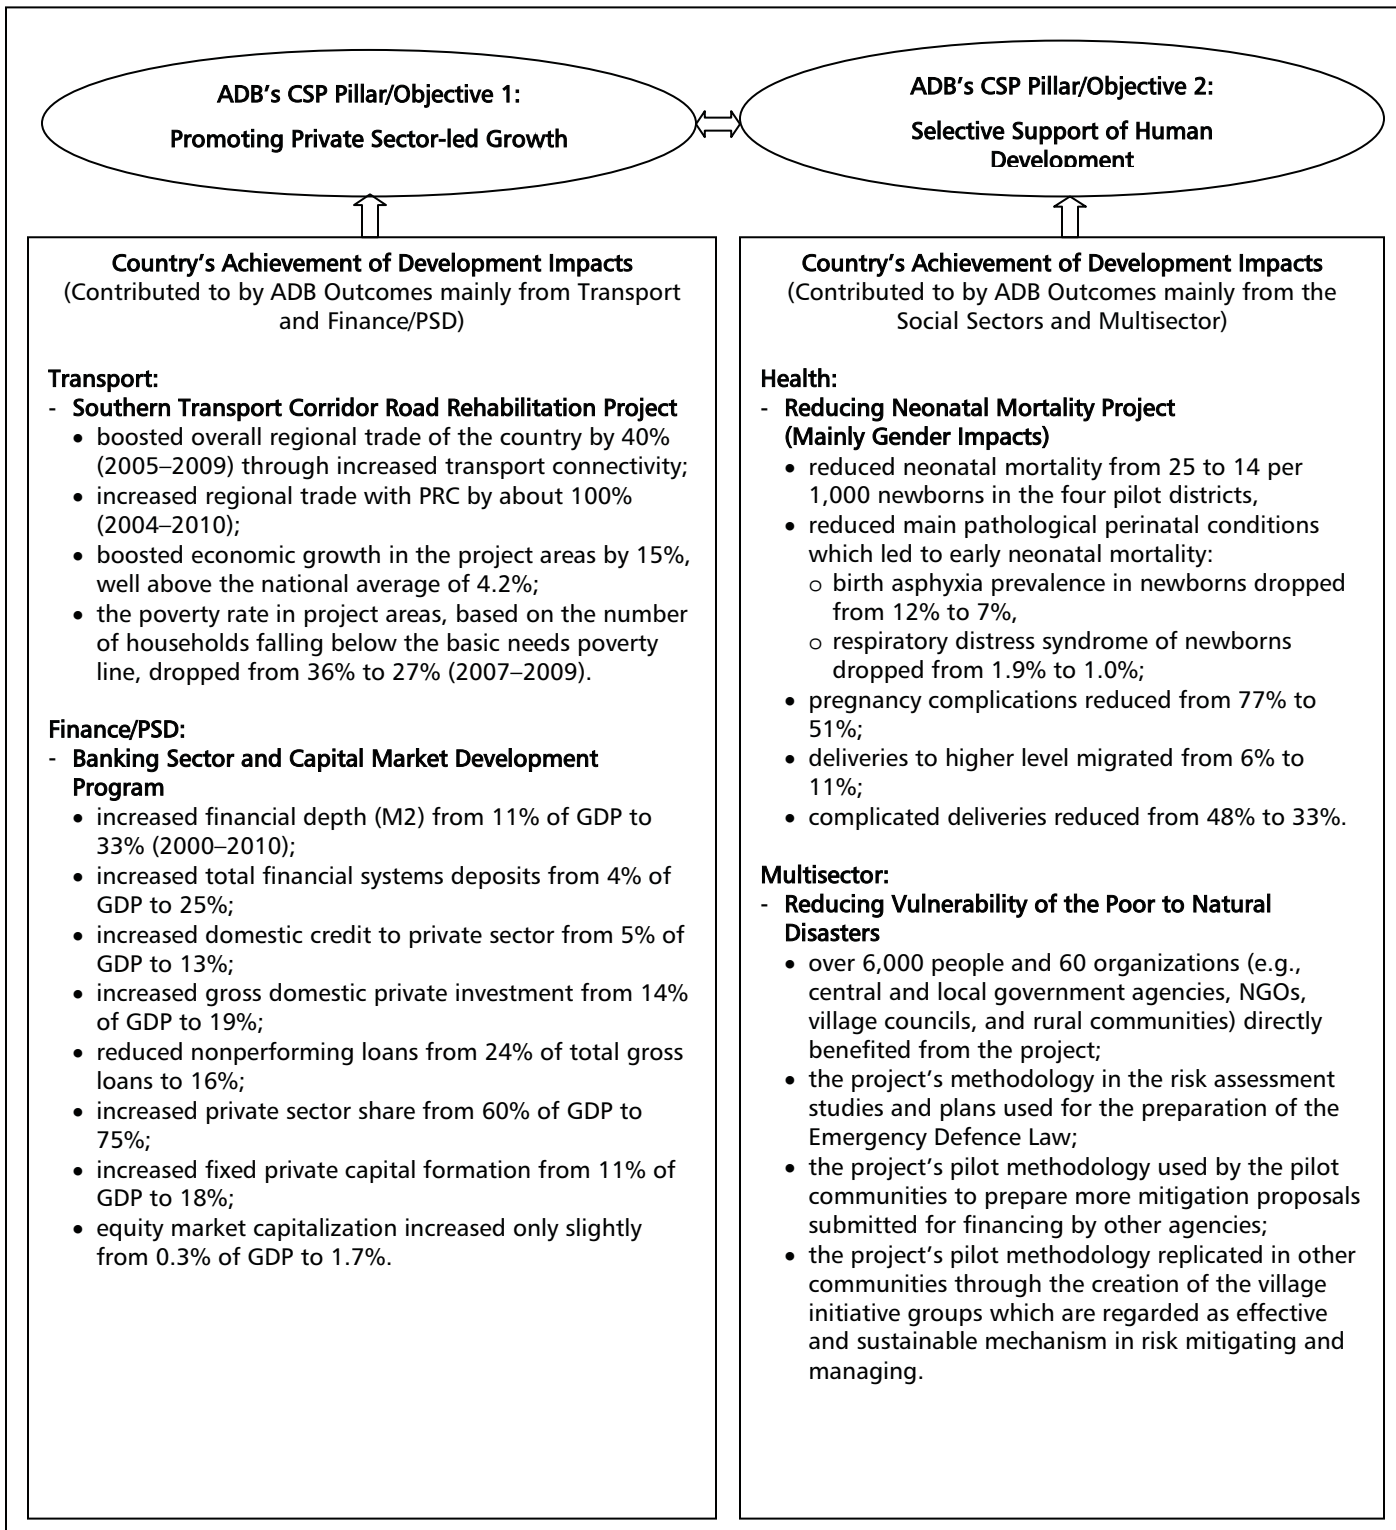 ADB's CSP Pillar/Objective 1:
Promoting Private Sector-led Growth
ADB's CSP Pillar/Objective 2:
Selective Support of Human
Development
Country's Achievement of Development Impacts
(Contributed to by ADB Outcomes mainly from Transport
and Finance/PSD)
Transport:
- Southern Transport Corridor Road Rehabilitation Project
• boosted overall regional trade of the country by 40%
(2005–2009) through increased transport connectivity;
• increased regional trade with PRC by about 100%
(2004–2010);
• boosted economic growth in the project areas by 15%,
well above the national average of 4.2%;
• the poverty rate in project areas, based on the number
of households falling below the basic needs poverty
line, dropped from 36% to 27% (2007–2009).
Finance/PSD:
- Banking Sector and Capital Market Development
Program
• increased financial depth (M2) from 11% of GDP to
33% (2000–2010);
• increased total financial systems deposits from 4% of
GDP to 25%;
• increased domestic credit to private sector from 5% of
GDP to 13%;
• increased gross domestic private investment from 14%
of GDP to 19%;
• reduced nonperforming loans from 24% of total gross
loans to 16%;
• increased private sector share from 60% of GDP to
75%;
• increased fixed private capital formation from 11% of
GDP to 18%;
• equity market capitalization increased only slightly
from 0.3% of GDP to 1.7%.
Country's Achievement of Development Impacts
(Contributed to by ADB Outcomes mainly from the
Social Sectors and Multisector)
Health:
- Reducing Neonatal Mortality Project
(Mainly Gender Impacts)
• reduced neonatal mortality from 25 to 14 per
1,000 newborns in the four pilot districts,
• reduced main pathological perinatal conditions
which led to early neonatal mortality:
o birth asphyxia prevalence in newborns dropped
from 12% to 7%,
o respiratory distress syndrome of newborns
dropped from 1.9% to 1.0%;
• pregnancy complications reduced from 77% to
51%;
• deliveries to higher level migrated from 6% to
11%;
• complicated deliveries reduced from 48% to 33%.
Multisector:
- Reducing Vulnerability of the Poor to Natural
Disasters
• over 6,000 people and 60 organizations (e.g.,
central and local government agencies, NGOs,
village councils, and rural communities) directly
benefited from the project;
• the project's methodology in the risk assessment
studies and plans used for the preparation of the
Emergency Defence Law;
• the project's pilot methodology used by the pilot
communities to prepare more mitigation proposals
submitted for financing by other agencies;
• the project's pilot methodology replicated in other
communities through the creation of the village
initiative groups which are regarded as effective
and sustainable mechanism in risk mitigating and
managing.